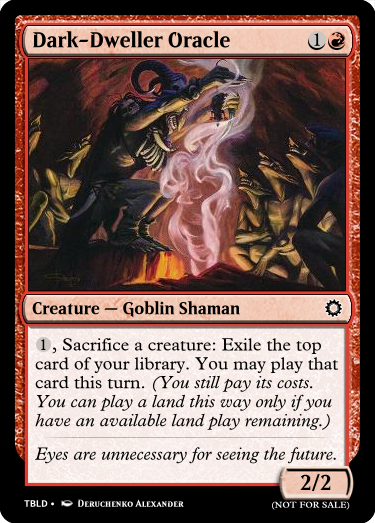 Dark-Dweller Oracle 1
Creature — Goblin Shaman
1, Sacrifice a creature: Exile the top
card of your library. You may play that
card this turn. (You still pay its costs.
You can play a land this way only if you
have an available land play remaining.)
Eyes are unnecessary for seeing the future.
2/2
TBLD • Deruchenko Alexander
(NOT FOR SALE)